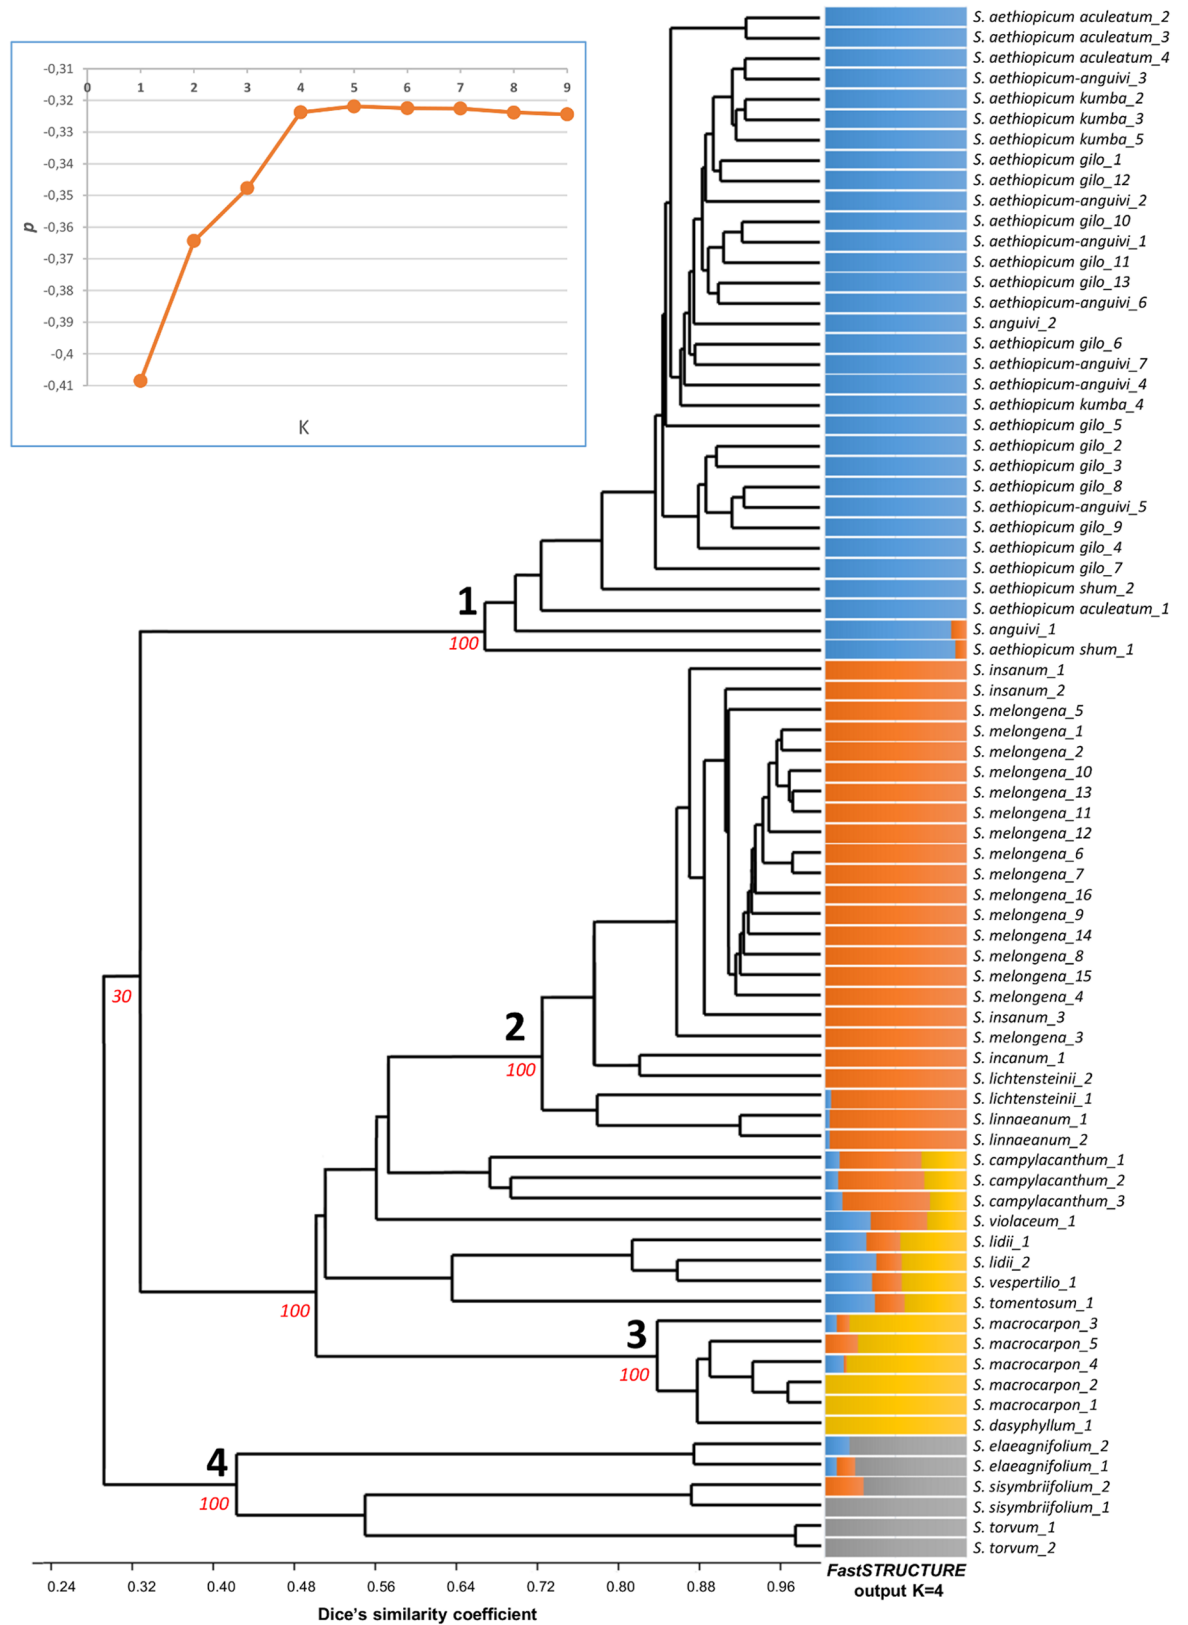 -0,31
0 1 2 3 4 5 6 7 8 9
-0,32
-0,33
-0,34
-0,35
-0,36
-0,37
-0,38
-0,39
-0,4
-0,41
p
K
S. aethiopicum aculeatum_2
S. aethiopicum aculeatum_3
S. aethiopicum aculeatum_4
S. aethiopicum-anguivi_3
S. aethiopicum kumba_2
S. aethiopicum kumba_3
S. aethiopicum kumba_5
S. aethiopicum gilo_1
S. aethiopicum gilo_12
S. aethiopicum-anguivi_2
S. aethiopicum gilo_10
S. aethiopicum-anguivi_1
S. aethiopicum gilo_11
S. aethiopicum gilo_13
S. aethiopicum-anguivi_6
S. anguivi_2
S. aethiopicum gilo_6
S. aethiopicum-anguivi_7
S. aethiopicum-anguivi_4
S. aethiopicum kumba_4
S. aethiopicum gilo_5
S. aethiopicum gilo_2
S. aethiopicum gilo_3
S. aethiopicum gilo_8
S. aethiopicum-anguivi_5
S. aethiopicum gilo_9
S. aethiopicum gilo_4
S. aethiopicum gilo_7
S. aethiopicum shum_2
S. aethiopicum aculeatum_1
S. anguivi_1
S. aethiopicum shum_1
S. insanum_1
S. insanum_2
S. melongena_5
S. melongena_1
S. melongena_2
S. melongena_10
S. melongena_13
S. melongena_11
S. melongena_12
S. melongena_6
S. melongena_7
S. melongena_16
S. melongena_9
S. melongena_14
S. melongena_8
S. melongena_15
S. melongena_4
S. insanum_3
S. melongena_3
S. incanum_1
S. lichtensteinii_2
S. lichtensteinii_1
S. linnaeanum_1
S. linnaeanum_2
S. campylacanthum_1
S. campylacanthum_2
S. campylacanthum_3
S. violaceum_1
S. lidii_1
S. lidii_2
S. vespertilio_1
S. tomentosum_1
S. macrocarpon_3
S. macrocarpon_5
S. macrocarpon_4
S. macrocarpon_2
S. macrocarpon_1
S. dasyphyllum_1
S. elaeagnifolium_2
S. elaeagnifolium_1
S. sisymbriifolium_2
S. sisymbriifolium_1
S. torvum_1
S. torvum_2
1
100
30
2
100
100
3
100
4
100
0.24 0.32 0.40 0.48 0.56 0.64 0.72 0.80 0.88 0.96
Dice's similarity coefficient
FastSTRUCTURE
output K=4